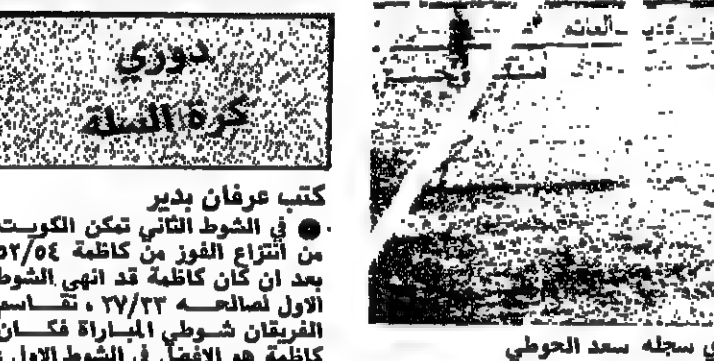 دوري
كرة السلة
كتب عرفان بدير
● في الشوط الثاني تمكن الكويت
من انتزاع الفوز من كاظمة ٥٢/٥٤
بعد ان كان كاظمة قد انهى الشوط
الاول لصالحه ٢٧/٢٣ ، تقاسم
الفريقان شوطي المباراة فكان
كاظمة هو الافضل في الشوط الاول
سجله سعد الحوطي